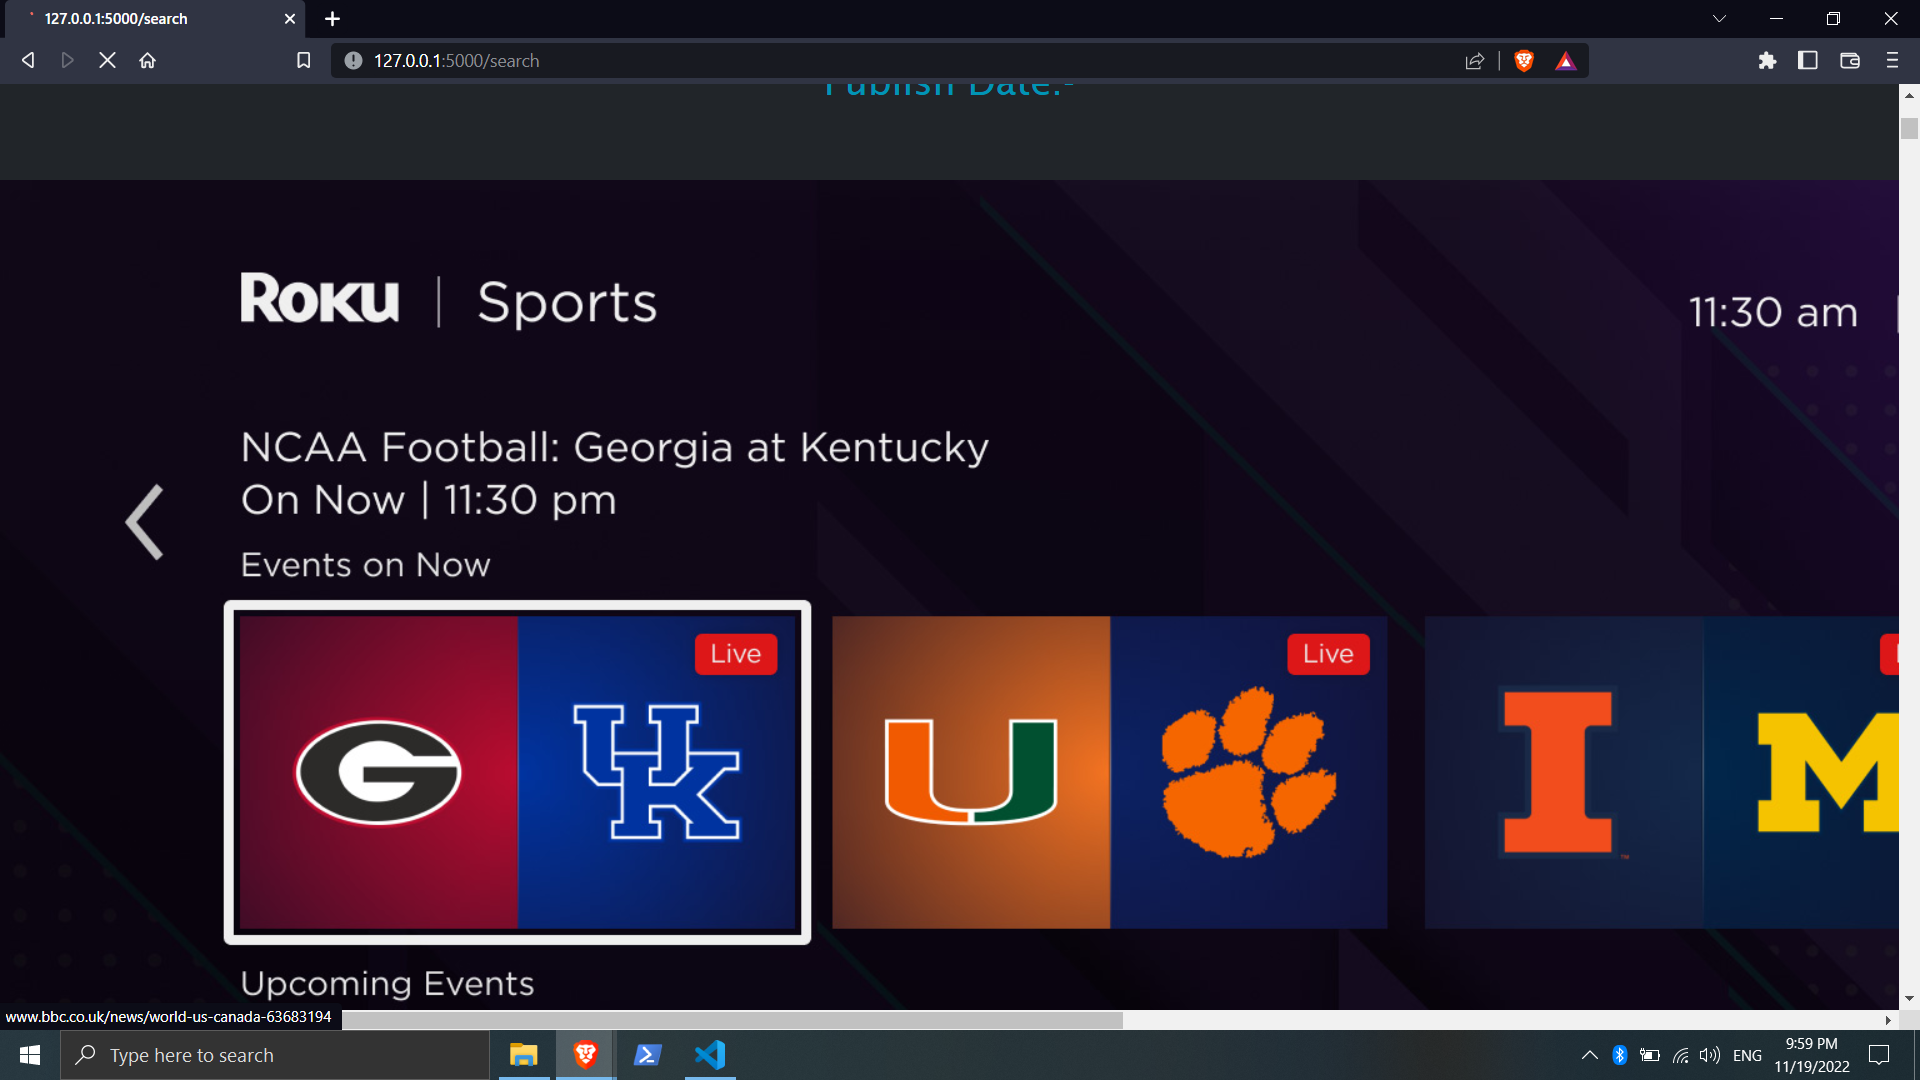 127.0.0.1:5000/search
127.0.0.1:5000/search
Publish Date:-
ROKU | Sports
11:30 am
NCAA Football: Georgia at Kentucky
On Now | 11:30 pm
Events on Now
Live
Live
G
UK
U
I
M
Upcoming Events
www.bbc.co.uk/news/world-us-canada-63683194
Type here to search
ENG
9:59 PM
11/19/2022